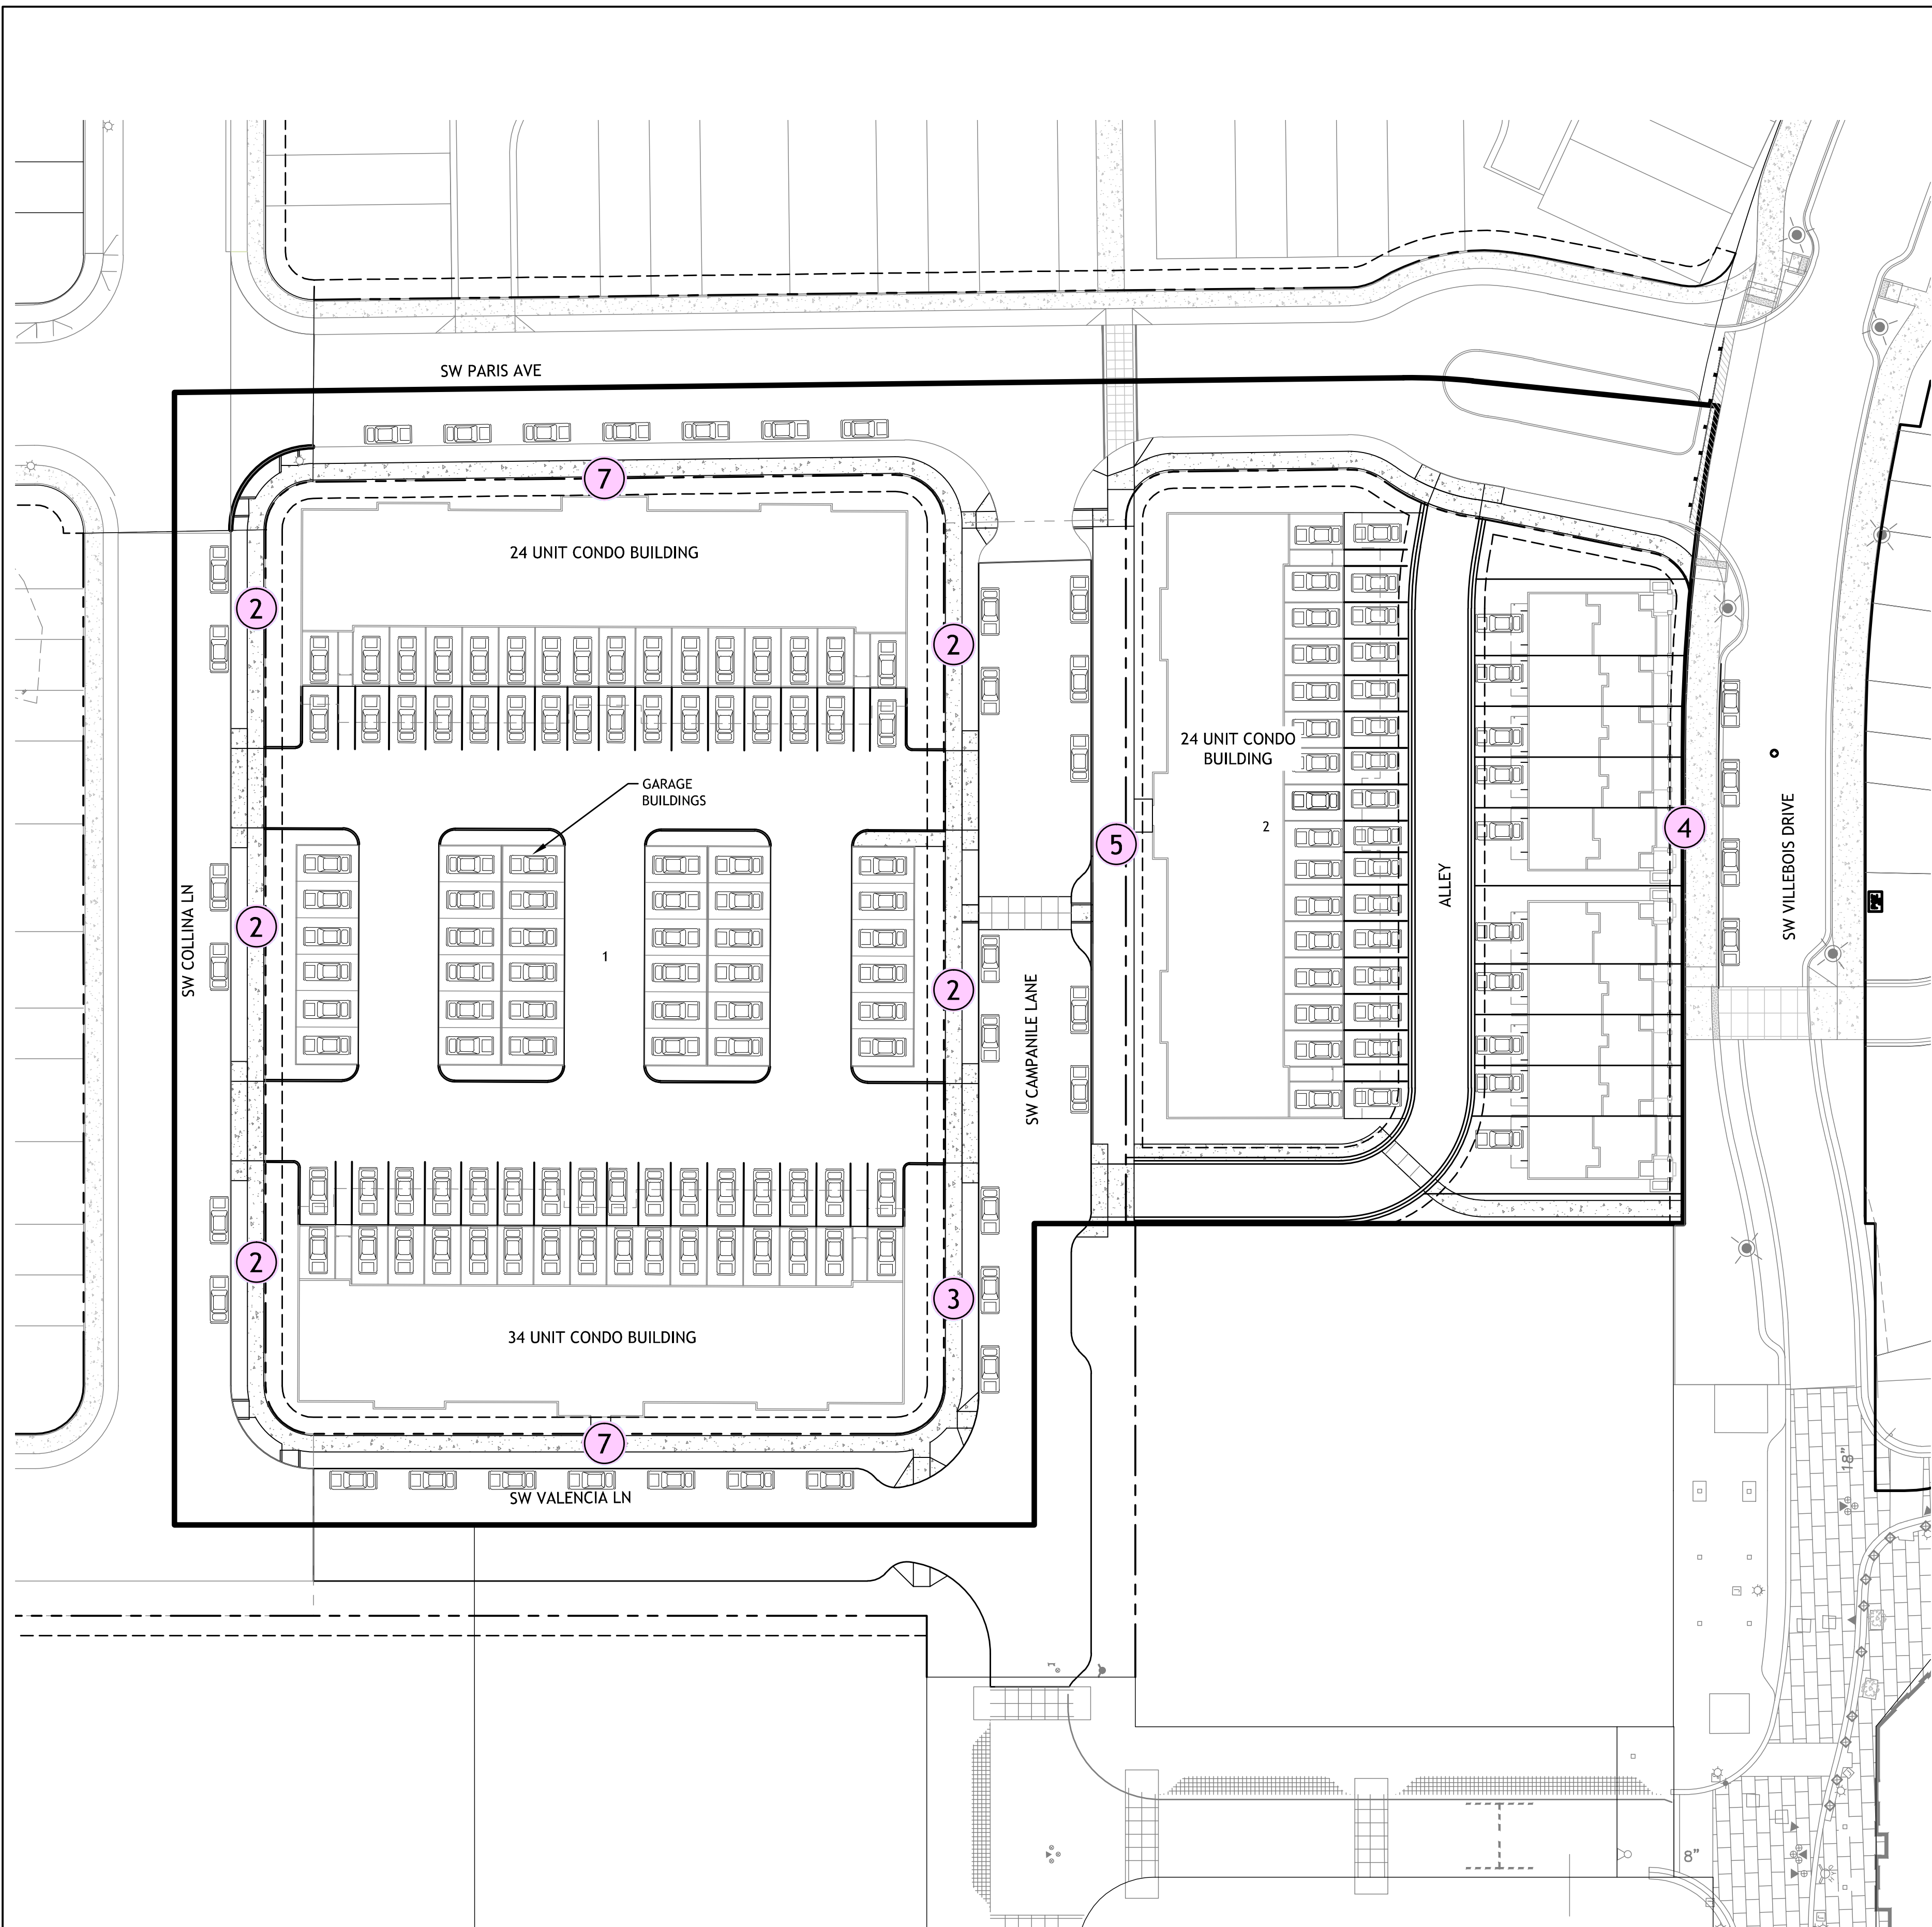 SW PARIS AVE
7
24 UNIT CONDO BUILDING
2
2
24 UNIT CONDO
BUILDING
GARAGE
BUILDINGS
2
5
4
SW VILLEBOIS DRIVE
ALLEY
SW COLLINA LN
2
1
2
SW CAMPANILE LANE
2
3
34 UNIT CONDO BUILDING
7
SW VALENCIA LN
18"
8"